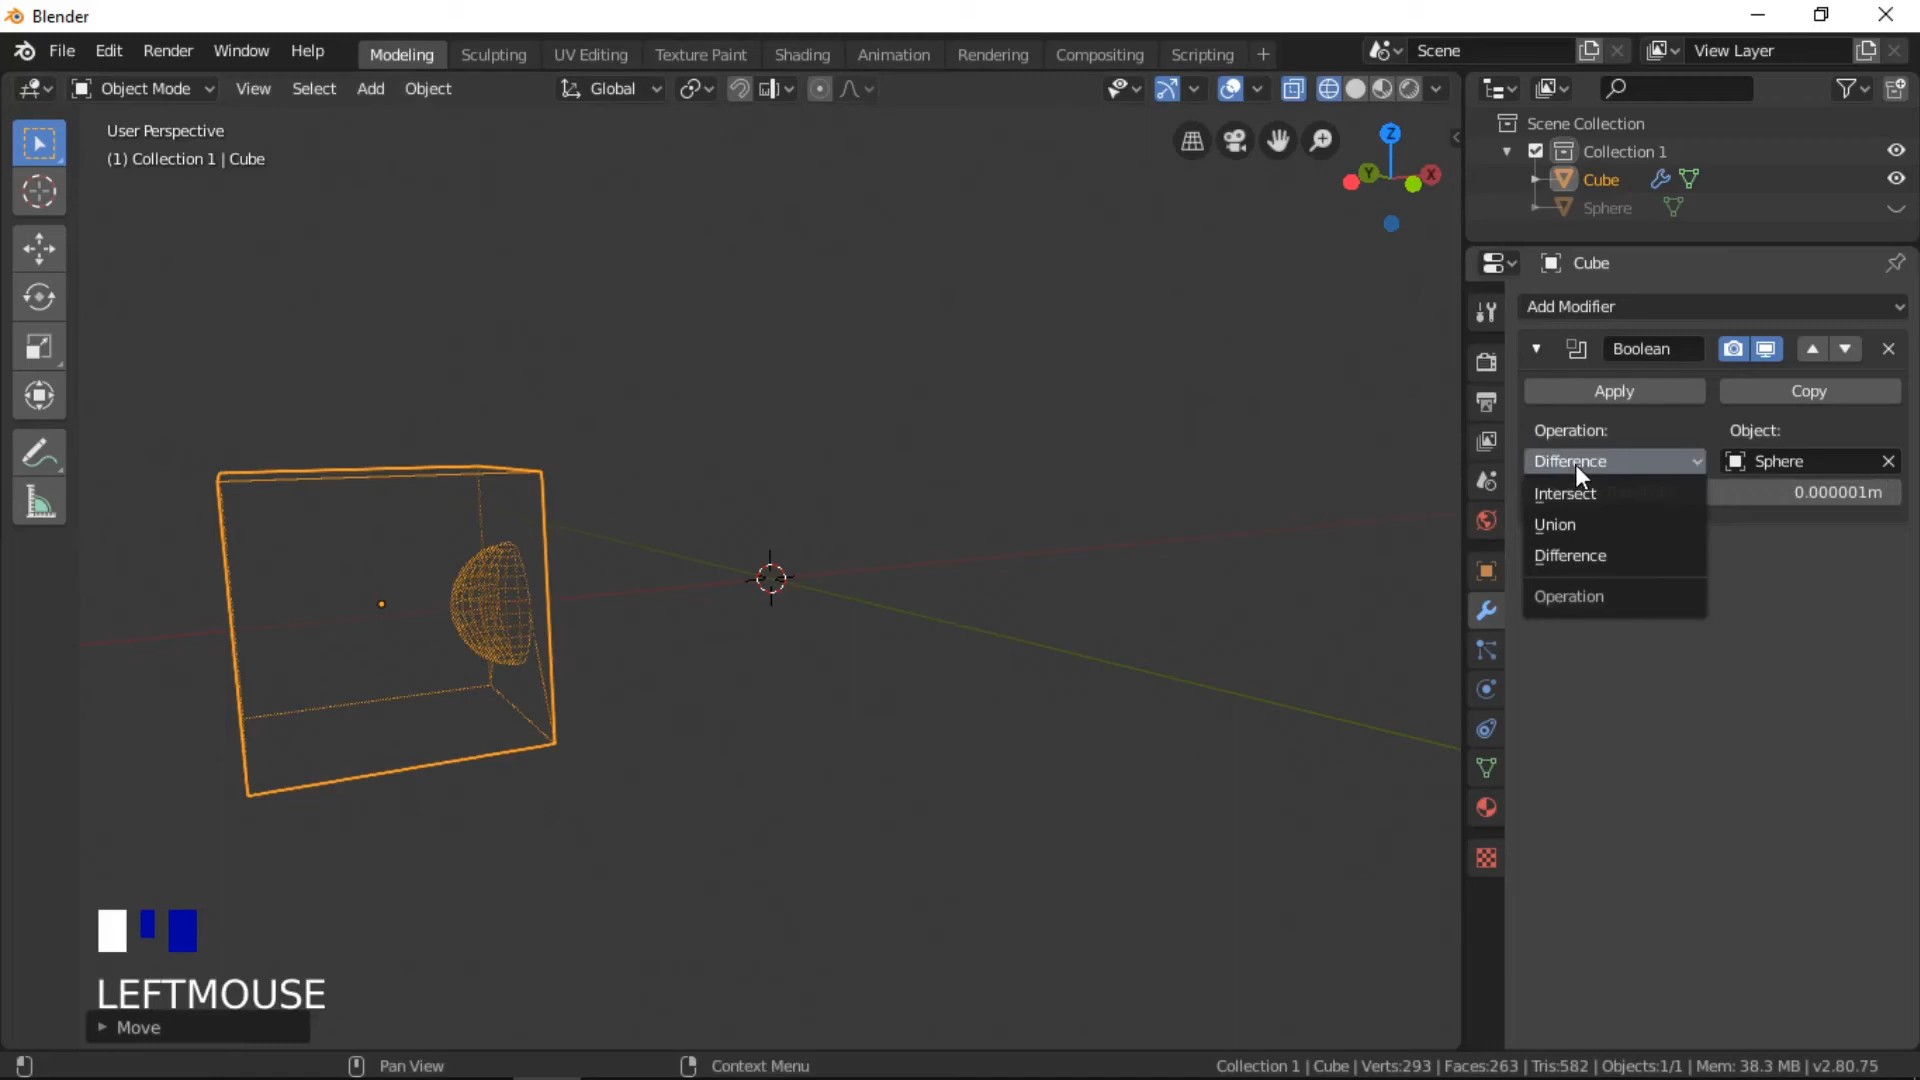 Blender
File Edit Render Window Help Modeling Sculpting UV Editing Texture Paint Shading Animation Rendering Compositing Scripting + Scene View Layer
Object Mode View Select Add Object Global
User Perspective
(1) Collection 1 | Cube
Z
Y X
Scene Collection
Collection 1
Cube
Sphere
Cube
Add Modifier
Boolean
Apply Copy
Operation: Object:
Difference Sphere
Intersect 0.000001m
Union
Difference
Operation
LEFTMOUSE
Move
Pan View Context Menu Collection 1 | Cube | Verts:293 | Faces:263 | Tris:582 | Objects:1/1 | Mem: 38.3 MB | v2.80.75